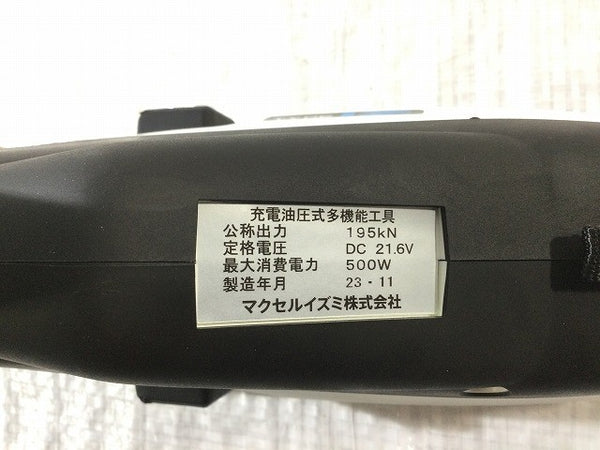 充電油圧式多機能工具
公称出力 195kN
定格電圧 DC 21.6V
最大消費電力 500W
製造年月 23・11
マクセルイズミ株式会社